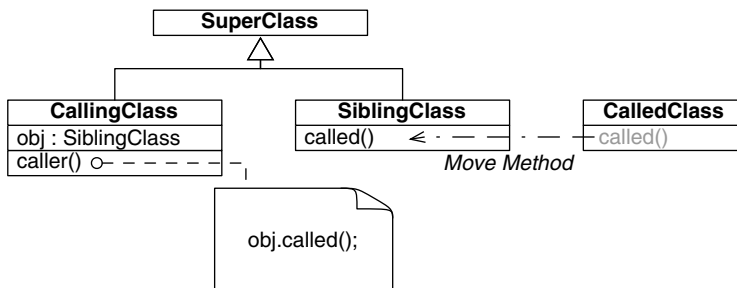 SuperClass
CallingClass
obj : SiblingClass
caller()
SiblingClass
called()
CalledClass
called()
Move Method
obj.called();